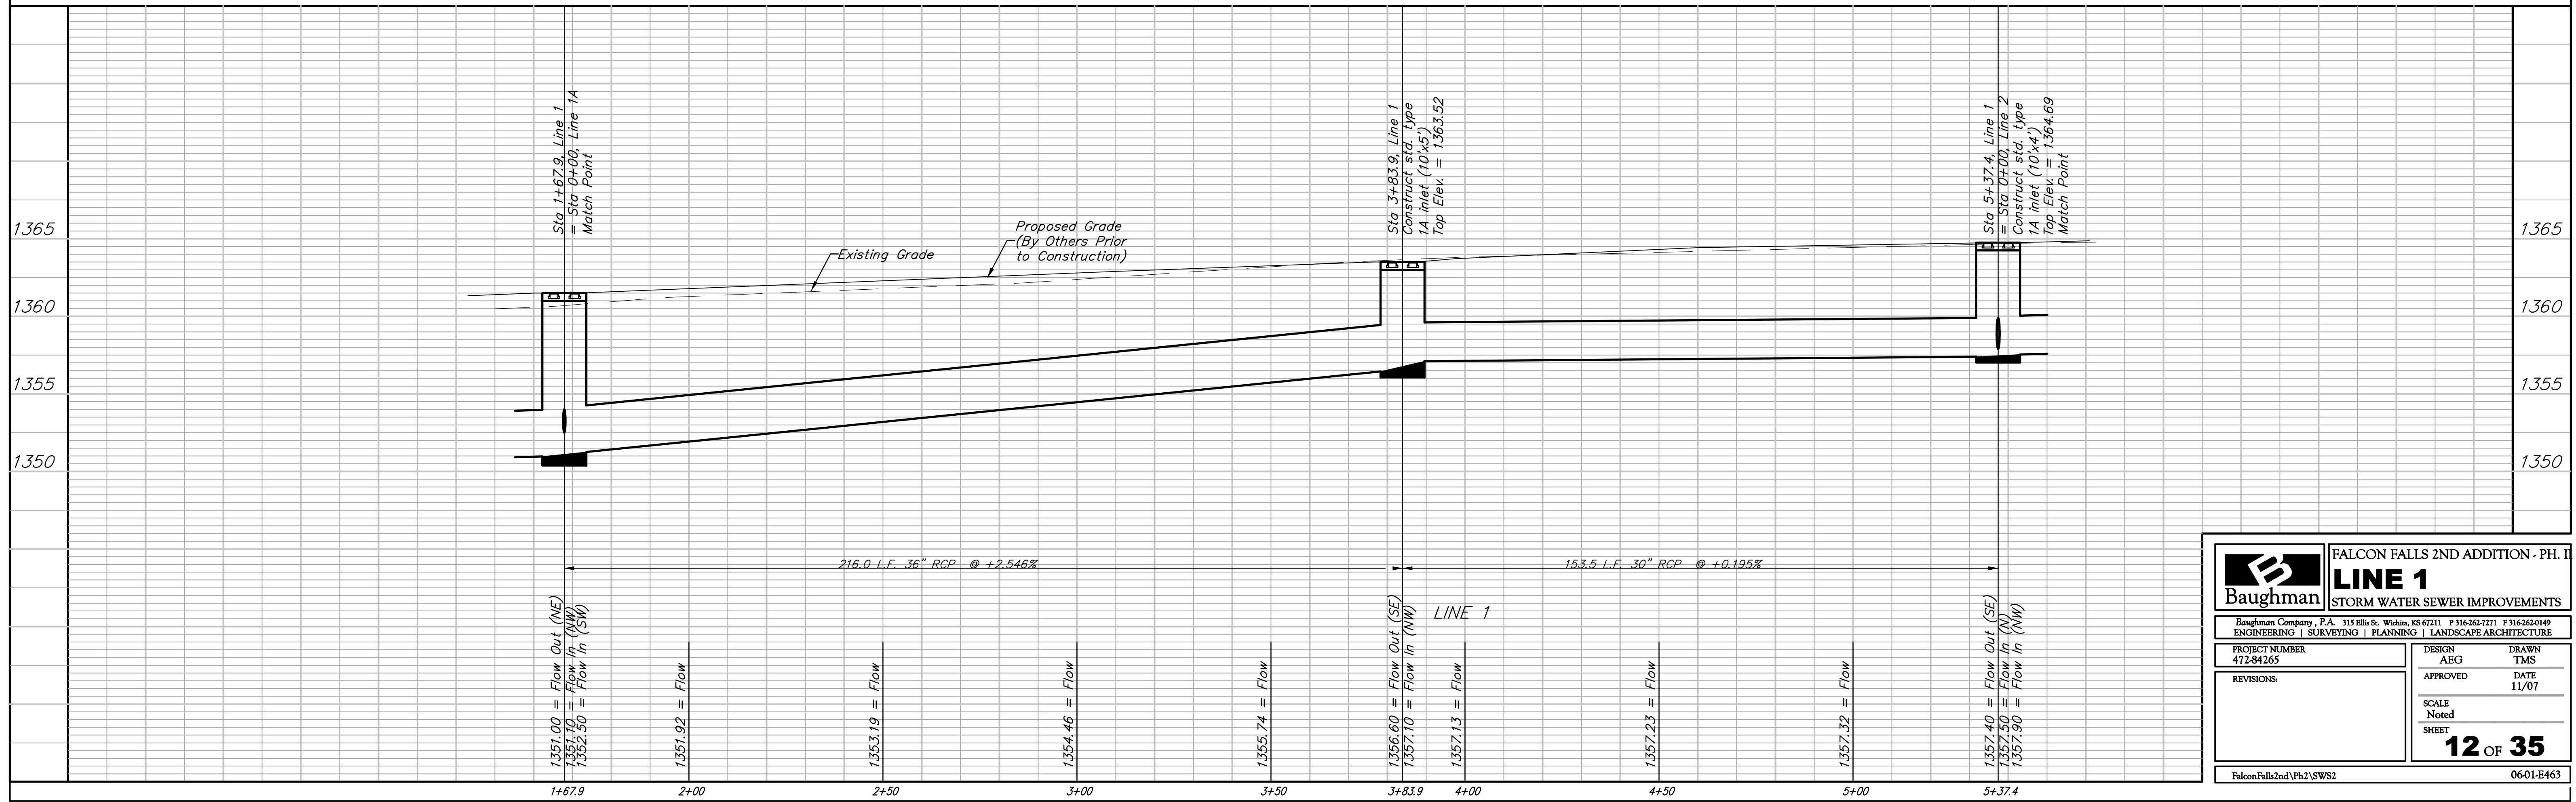 Sta 1+67.9, Line 1
= Sta 0+00, Line 1A
Match Point
Sta 3+83.9, Line 1
Construct std. type
1A inlet (10'x5')
Top Elev. = 1363.52
Sta 5+37.4, Line 1
= Sta 0+00, Line 2
Construct std. type
1A inlet (10'x4')
Top Elev. = 1364.69
Match Point
1365
1365
Proposed Grade
(By Others Prior
to Construction)
Existing Grade
1360
1360
1355
1355
1350
1350
216.0 L.F. 36" RCP @ +2.546%
153.5 L.F. 30" RCP @ +0.195%
LINE 1
1351.00 = Flow Out (NE)
1351.10 = Flow In (NW)
1352.50 = Flow In (SW)
1351.92 = Flow
1353.19 = Flow
1354.46 = Flow
1355.74 = Flow
1356.60 = Flow Out (SE)
1357.10 = Flow In (NW)
1357.13 = Flow
1357.23 = Flow
1357.32 = Flow
1357.40 = Flow Out (SE)
1357.50 = Flow In (N)
1357.90 = Flow In (NW)
1+67.9
2+00
2+50
3+00
3+50
3+83.9
4+00
4+50
5+00
5+37.4
B
Baughman
FALCON FALLS 2ND ADDITION - PH. II
LINE 1
STORM WATER SEWER IMPROVEMENTS
Baughman Company, P.A. 315 Ellis St. Wichita, KS 67211 P 316-262-7271 F 316-262-0149
ENGINEERING | SURVEYING | PLANNING | LANDSCAPE ARCHITECTURE
PROJECT NUMBER
472-84265
REVISIONS:
DESIGN
AEG
DRAWN
TMS
APPROVED
DATE
11/07
SCALE
Noted
SHEET
12 OF 35
FalconFalls2nd\Ph2\SWS2
06-01-E463